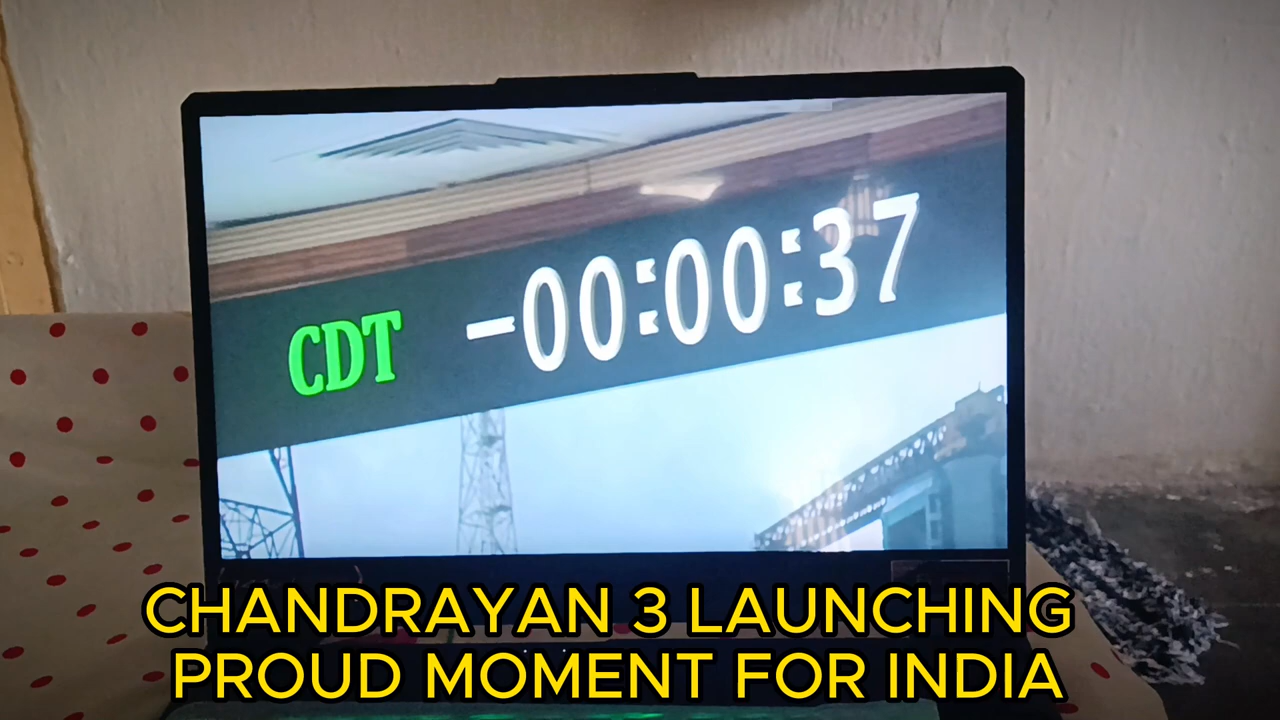 CDT -00:00:37
CHANDRAYAN 3 LAUNCHING
PROUD MOMENT FOR INDIA